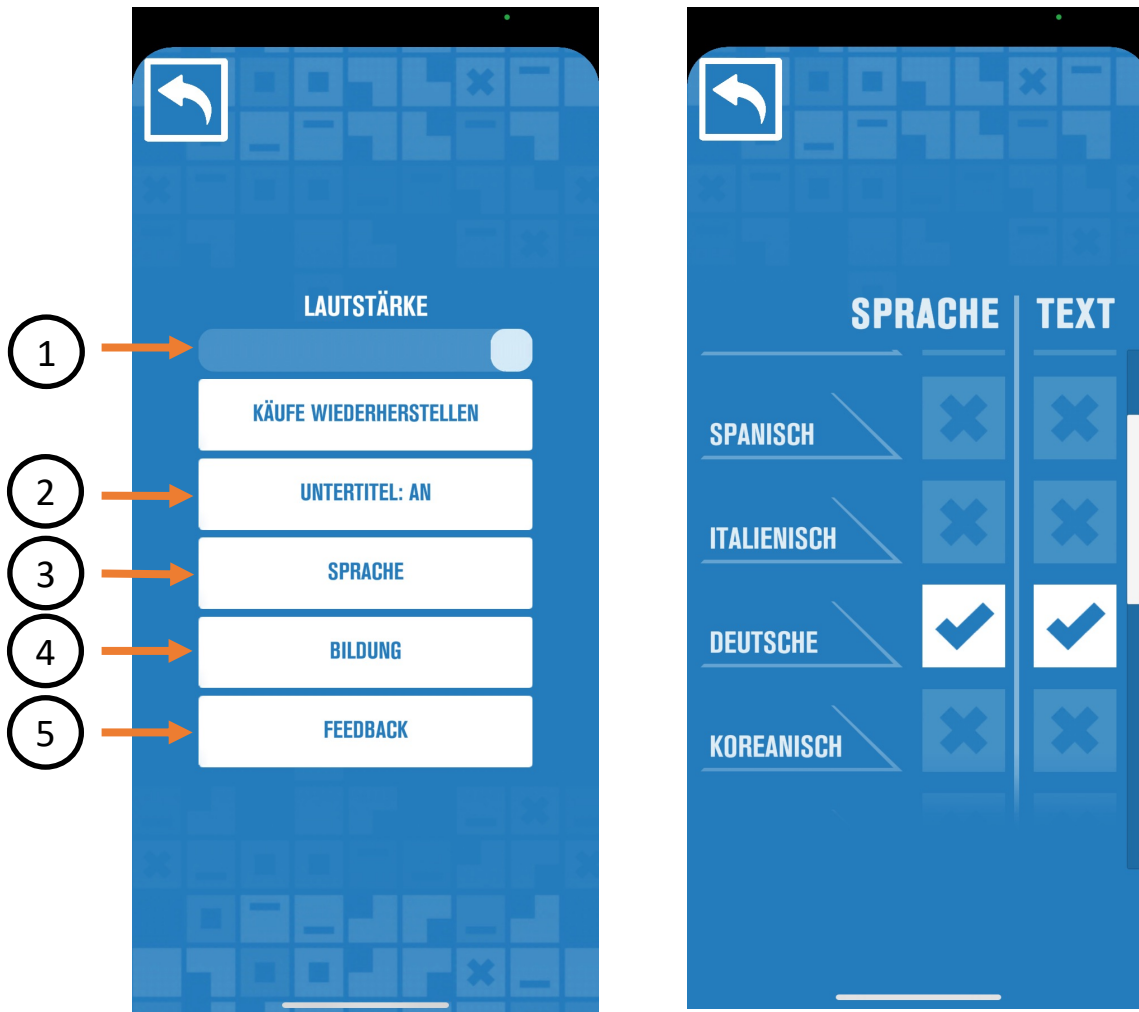 LAUTSTÄRKE
1
KÄUFE WIEDERHERSTELLEN
2
UNTERTITEL: AN
3
SPRACHE
4
BILDUNG
5
FEEDBACK
SPRACHE TEXT
SPANISCH
ITALIENISCH
DEUTSCHE
KOREANISCH